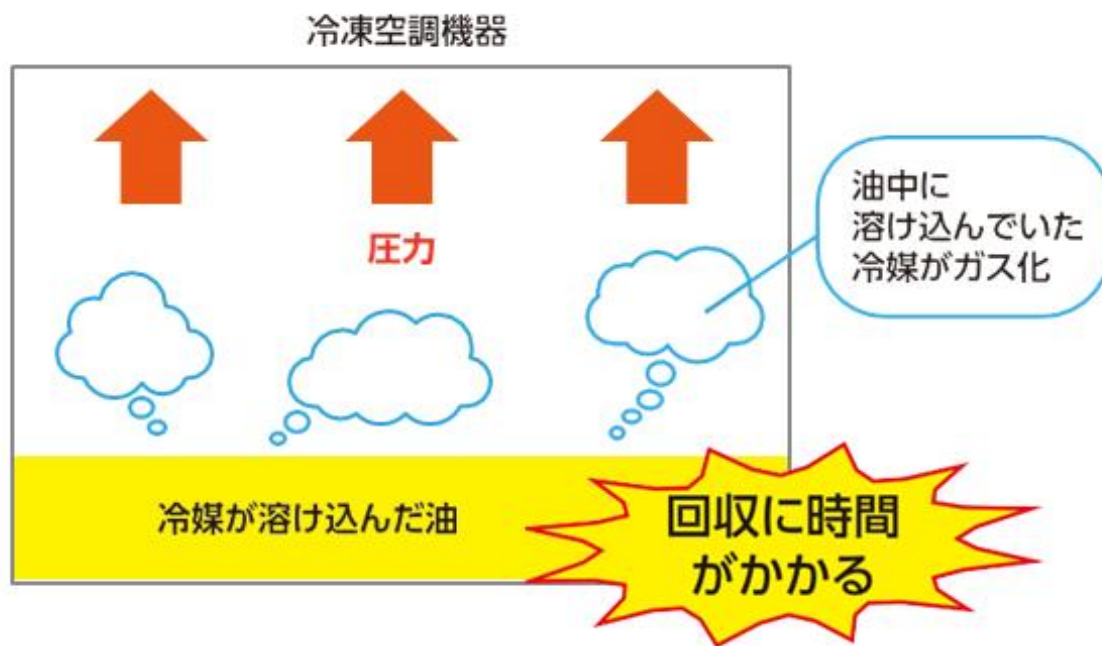 冷凍空調機器
油中に
溶け込んでいた
冷媒がガス化
圧力
冷媒が溶け込んだ油
回収に時間
がかかる